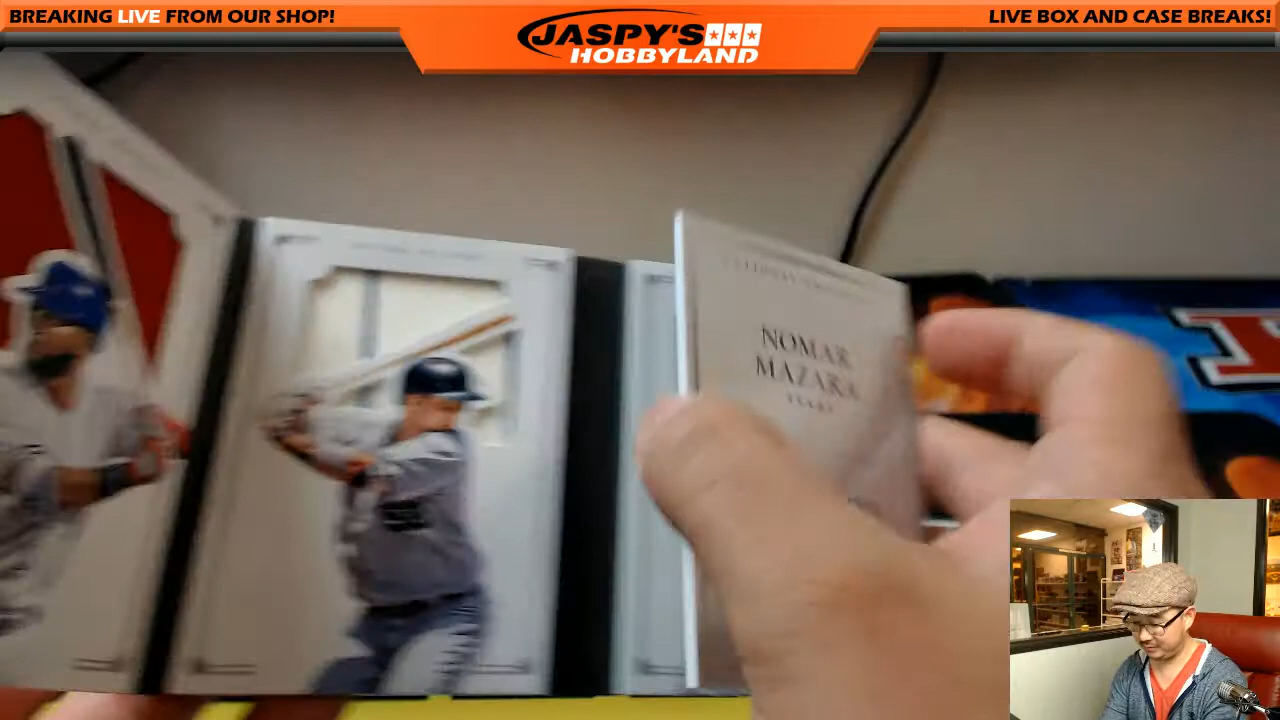 BREAKING LIVE FROM OUR SHOP!
JASPY'S
HOBBYLAND
LIVE BOX AND CASE BREAKS!
NOMAR
MAZARA